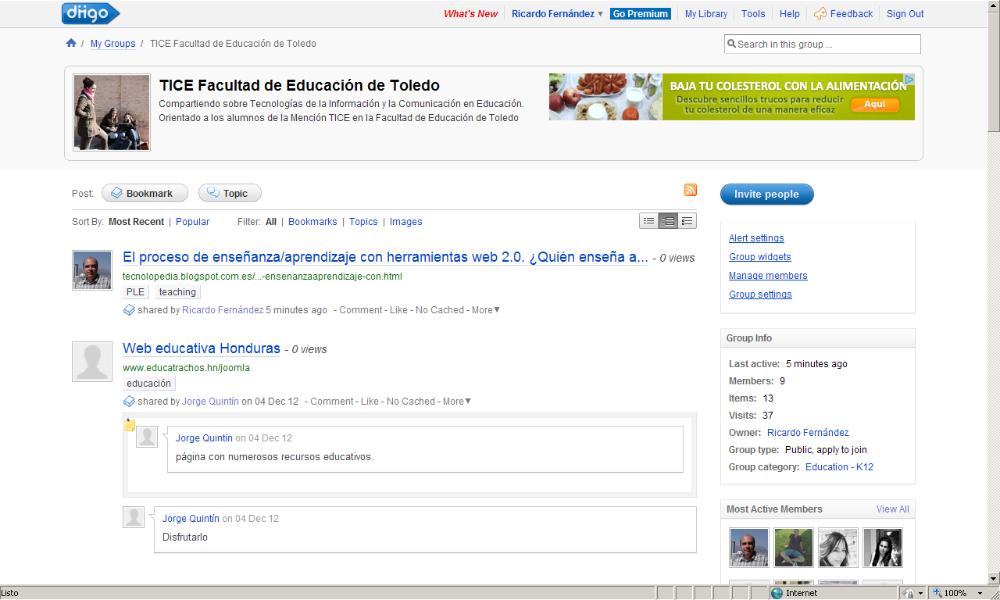 diigo
What's New Ricardo Fernández ▼ Go Premium My Library Tools Help Feedback Sign Out
/ My Groups / TICE Facultad de Educación de Toledo
Search in this group ...
TICE Facultad de Educación de Toledo
Compartiendo sobre Tecnologías de la Información y la Comunicación en Educación.
Orientado a los alumnos de la Mención TICE en la Facultad de Educación de Toledo
BAJA TU COLESTEROL CON LA ALIMENTACIÓN
Descubre sencillos trucos para reducir
tu colesterol de una manera eficaz
Aquí
Post: Bookmark Topic
Sort By: Most Recent | Popular Filter: All | Bookmarks | Topics | Images
El proceso de enseñanza/aprendizaje con herramientas web 2.0. ¿Quién enseña a... - 0 views
tecnolopedia.blogspot.com.es/...-ensenanzaaprendizaje-con.html
PLE teaching
shared by Ricardo Fernández 5 minutes ago - Comment - Like - No Cached - More▼
Web educativa Honduras - 0 views
www.educatrachos.hn/joomla
educación
shared by Jorge Quintín on 04 Dec 12 - Comment - Like - No Cached - More▼
Jorge Quintín on 04 Dec 12
página con numerosos recursos educativos.
Jorge Quintín on 04 Dec 12
Disfrutarlo
Invite people
Alert settings
Group widgets
Manage members
Group settings
Group Info
Last active: 5 minutes ago
Members: 9
Items: 13
Visits: 37
Owner: Ricardo Fernández
Group type: Public, apply to join
Group category: Education - K12
Most Active Members View All
Listo Internet 100%